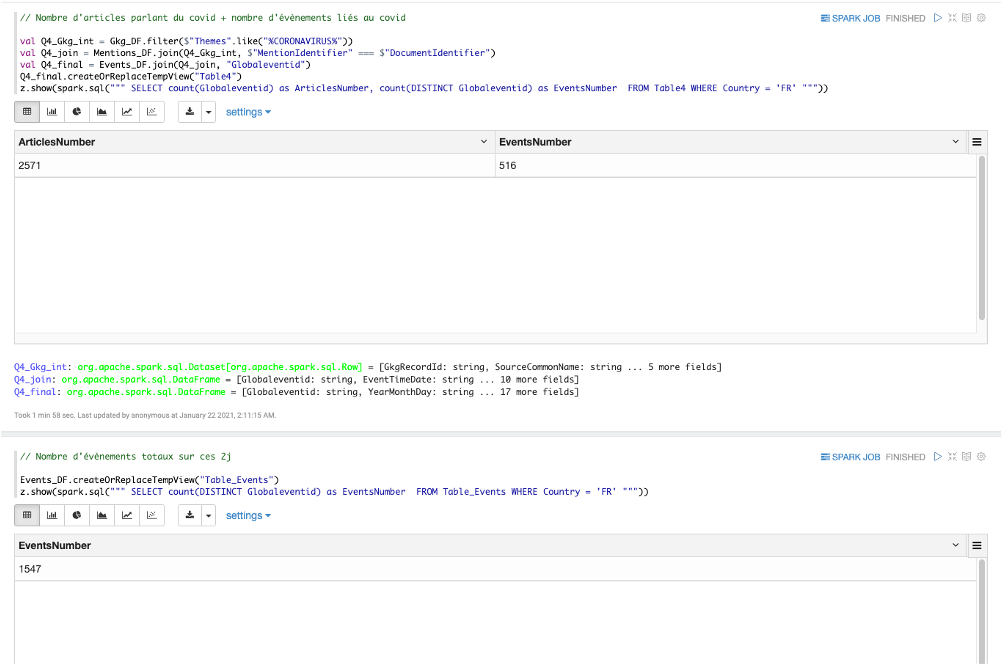 // Nombre d'articles parlant du covid + nombre d'évènements liés au covid
SPARK JOB FINISHED
val Q4_Gkg_int = Gkg_DF.filter($"Themes".like("%CORONAVIRUS%"))
val Q4_join = Mentions_DF.join(Q4_Gkg_int, $"MentionIdentifier" === $"DocumentIdentifier")
val Q4_final = Events_DF.join(Q4_join, "Globaleventid")
Q4_final.createOrReplaceTempView("Table4")
z.show(spark.sql(""" SELECT count(Globaleventid) as ArticlesNumber, count(DISTINCT Globaleventid) as EventsNumber  FROM Table4 WHERE Country = 'FR' """))
settings
ArticlesNumber EventsNumber
2571 516
Q4_Gkg_int: org.apache.spark.sql.Dataset[org.apache.spark.sql.Row] = [GkgRecordId: string, SourceCommonName: string ... 5 more fields]
Q4_join: org.apache.spark.sql.DataFrame = [Globaleventid: string, EventTimeDate: string ... 10 more fields]
Q4_final: org.apache.spark.sql.DataFrame = [Globaleventid: string, YearMonthDay: string ... 17 more fields]
Took 1 min 58 sec. Last updated by anonymous at January 22 2021, 2:11:15 AM.
// Nombre d'évènements totaux sur ces 2j
SPARK JOB FINISHED
Events_DF.createOrReplaceTempView("Table_Events")
z.show(spark.sql(""" SELECT count(DISTINCT Globaleventid) as EventsNumber  FROM Table_Events WHERE Country = 'FR' """))
settings
EventsNumber
1547